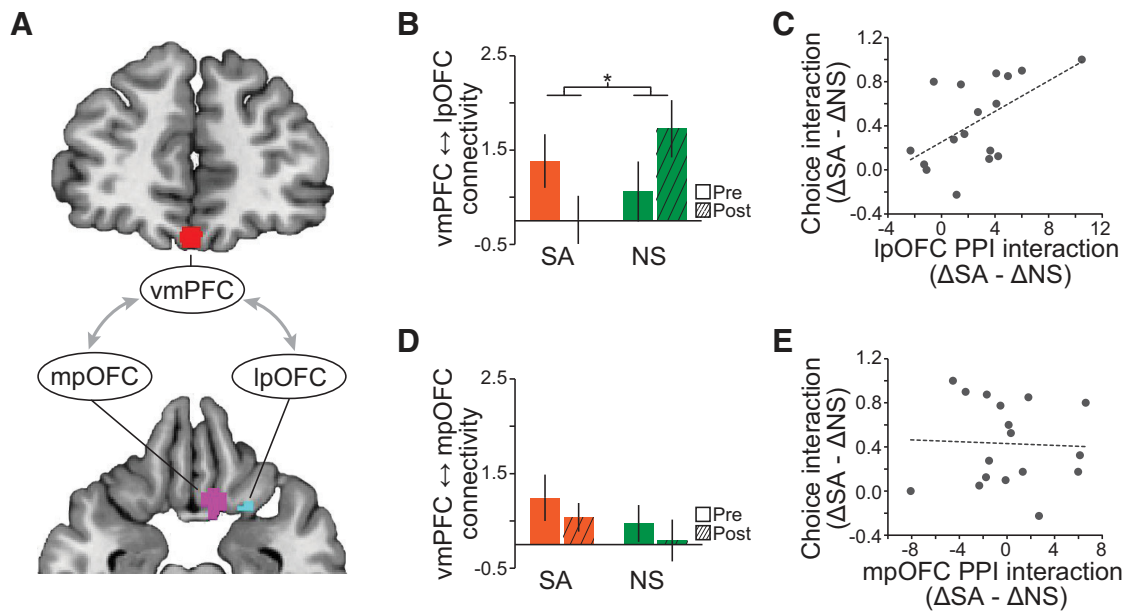 A
vmPFC
mpOFC
lpOFC
B
vmPFC ↔ lpOFC
connectivity
2.5
1.5
-0.5
*
SA
NS
Pre
Post
C
Choice interaction
(ΔSA - ΔNS)
1.2
0.8
0.4
0.0
-0.4
-4
0
4
8
12
lpOFC PPI interaction
(ΔSA - ΔNS)
D
vmPFC ↔ mpOFC
connectivity
2.5
1.5
-0.5
SA
NS
Pre
Post
E
Choice interaction
(ΔSA - ΔNS)
1.2
0.8
0.4
0.0
-0.4
-8
-4
0
4
8
mpOFC PPI interaction
(ΔSA - ΔNS)